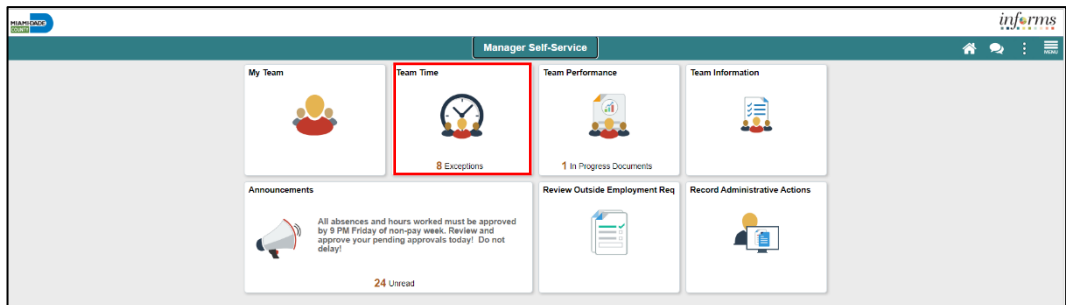 MIAMI-DADE
COUNTY
informs
Manager Self-Service
MENU
My Team
Team Time
Team Performance
Team Information
8 Exceptions
1 In Progress Documents
Announcements
Review Outside Employment Req
Record Administrative Actions
All absences and hours worked must be approved
by 9 PM Friday of non-pay week. Review and
approve your pending approvals today! Do not
delay!
24 Unread